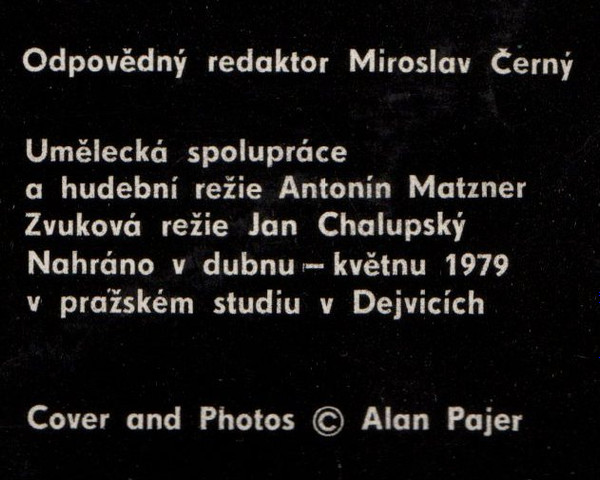 Odpovědný redaktor Miroslav Černý
Umělecká spolupráce
a hudební režie Antonín Matzner
Zvuková režie Jan Chalupský
Nahráno v dubnu – květnu 1979
v pražském studiu v Dejvicích
Cover and Photos © Alan Pajer